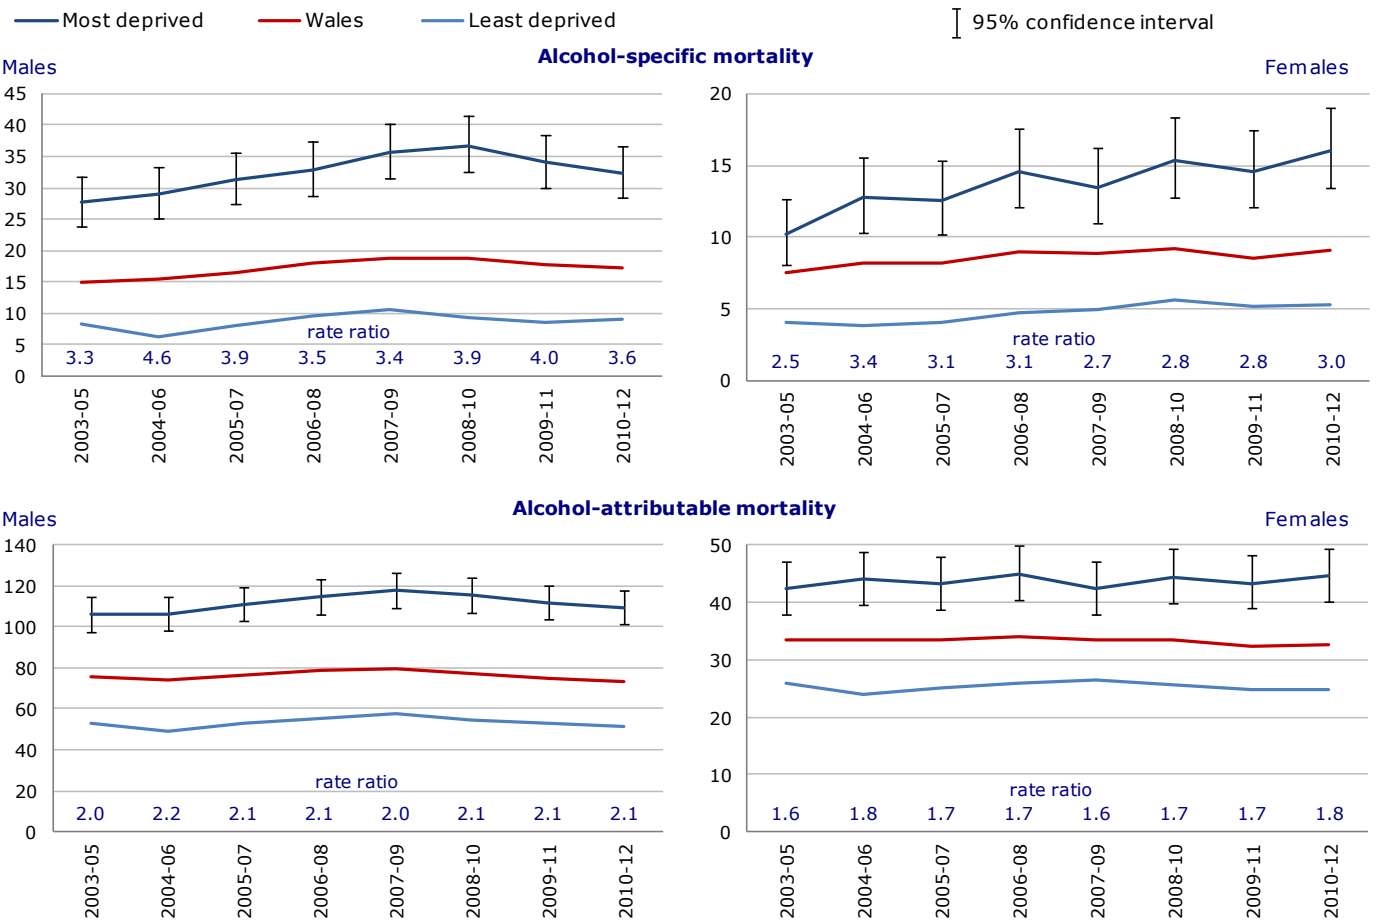 Most deprived Wales Least deprived 95% confidence interval
Alcohol-specific mortality
Males Females
45
40
35
30
25
20
15
10
5
0
rate ratio
3.3 4.6 3.9 3.5 3.4 3.9 4.0 3.6
2003-05 2004-06 2005-07 2006-08 2007-09 2008-10 2009-11 2010-12
20
15
10
5
0
rate ratio
2.5 3.4 3.1 3.1 2.7 2.8 2.8 3.0
2003-05 2004-06 2005-07 2006-08 2007-09 2008-10 2009-11 2010-12
Alcohol-attributable mortality
Males Females
140
120
100
80
60
40
20
0
rate ratio
2.0 2.2 2.1 2.1 2.0 2.1 2.1 2.1
2003-05 2004-06 2005-07 2006-08 2007-09 2008-10 2009-11 2010-12
50
40
30
20
10
0
rate ratio
1.6 1.8 1.7 1.7 1.6 1.7 1.7 1.8
2003-05 2004-06 2005-07 2006-08 2007-09 2008-10 2009-11 2010-12